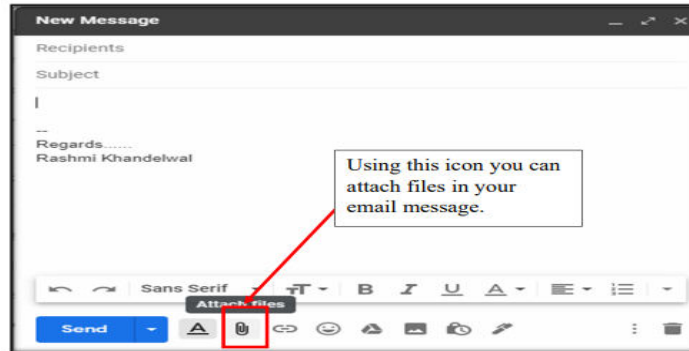 New Message
Recipients
Subject
--
Regards......
Rashmi Khandelwal
Using this icon you can
attach files in your
email message.
Sans Serif
Attach files
Send